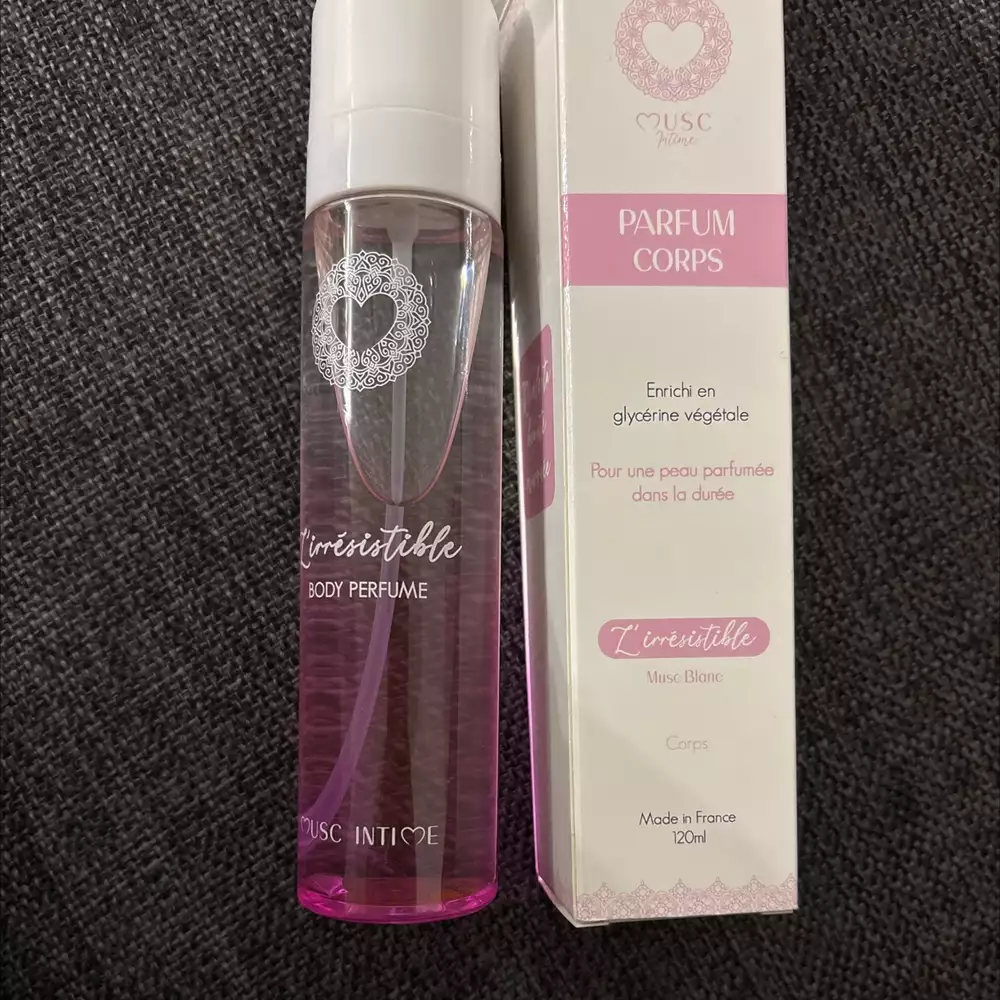 L'irrésistible
BODY PERFUME
MUSC INTIME
MUSC
Intime
PARFUM
CORPS
Enrichi en
glycérine végétale
Pour une peau parfumée
dans la durée
L'irrésistible
Musc Blanc
Corps
Made in France
120ml